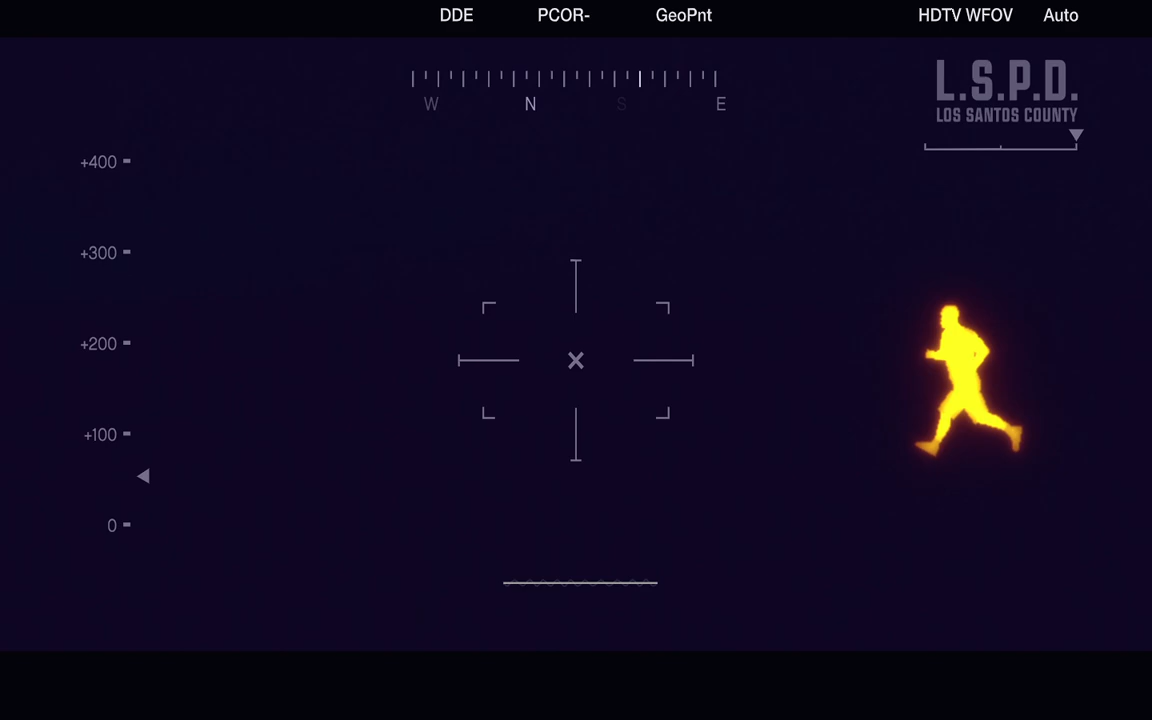 DDE PCOR- GeoPnt HDTV WFOV Auto
L.S.P.D.
LOS SANTOS COUNTY
W N S E
+400
+300
+200
+100
0